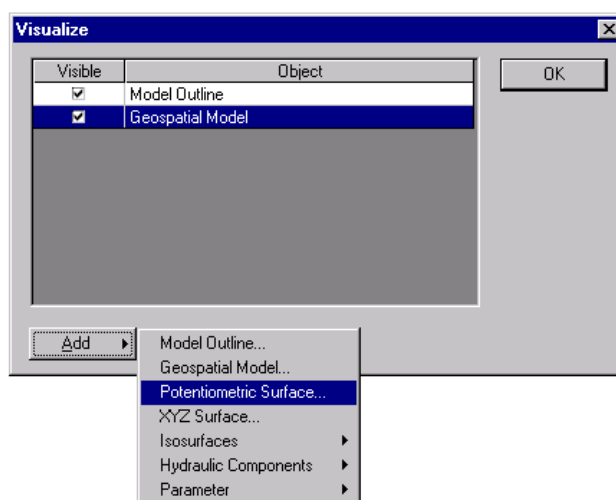 Visualize
Visible Object
OK
Model Outline
Geospatial Model
Add
Model Outline...
Geospatial Model...
Potentiometric Surface...
XYZ Surface...
Isosurfaces
Hydraulic Components
Parameter